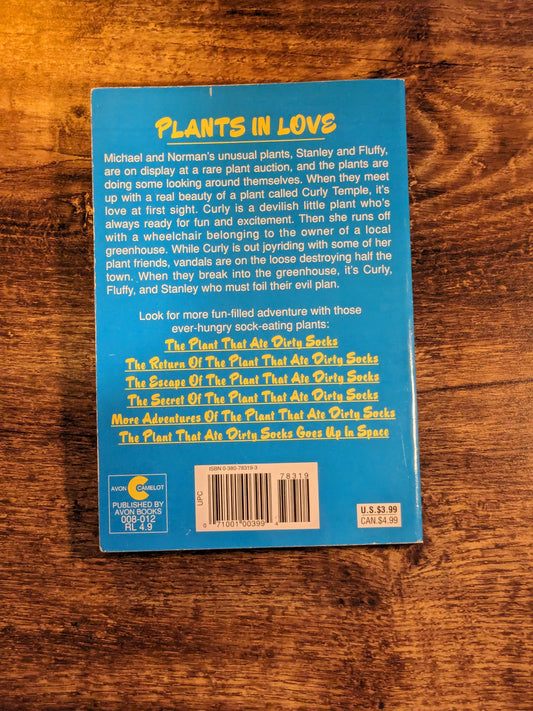 PLANTS IN LOVE
Michael and Norman's unusual plants, Stanley and Fluffy,
are on display at a rare plant auction, and the plants are
doing some looking around themselves. When they meet
up with a real beauty of a plant called Curly Temple, it's
love at first sight. Curly is a devilish little plant who's
always ready for fun and excitement. Then she runs off
with a wheelchair belonging to the owner of a local
greenhouse. While Curly is out joyriding with some of her
plant friends, vandals are on the loose destroying half the
town. When they break into the greenhouse, it's Curly,
Fluffy, and Stanley who must foil their evil plan.
Look for more fun-filled adventure with those
ever-hungry sock-eating plants:
The Plant That Ate Dirty Socks
The Return Of The Plant That Ate Dirty Socks
The Escape Of The Plant That Ate Dirty Socks
The Secret Of The Plant That Ate Dirty Socks
More Adventures Of The Plant That Ate Dirty Socks
The Plant That Ate Dirty Socks Goes Up In Space
AVON CAMELOT
PUBLISHED BY
AVON BOOKS
008-012
RL 4.9
UPC
ISBN 0-380-78319-3
78319
0 71001 00399 4
U.S.$3.99
CAN.$4.99